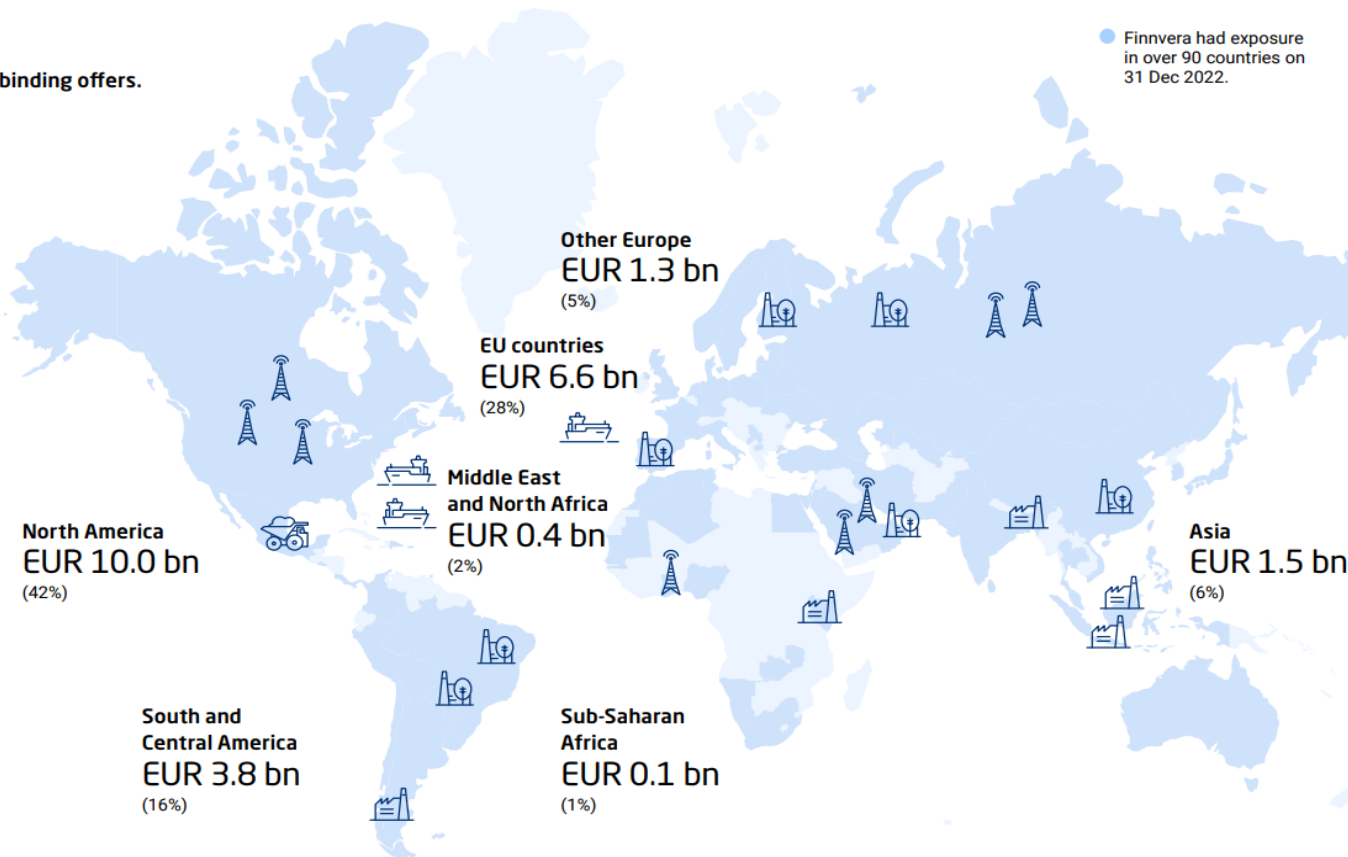 binding offers.
Finnvera had exposure
in over 90 countries on
31 Dec 2022.
Other Europe
EUR 1.3 bn
(5%)
EU countries
EUR 6.6 bn
(28%)
Middle East
and North Africa
EUR 0.4 bn
(2%)
North America
EUR 10.0 bn
(42%)
Asia
EUR 1.5 bn
(6%)
South and
Central America
EUR 3.8 bn
(16%)
Sub-Saharan
Africa
EUR 0.1 bn
(1%)